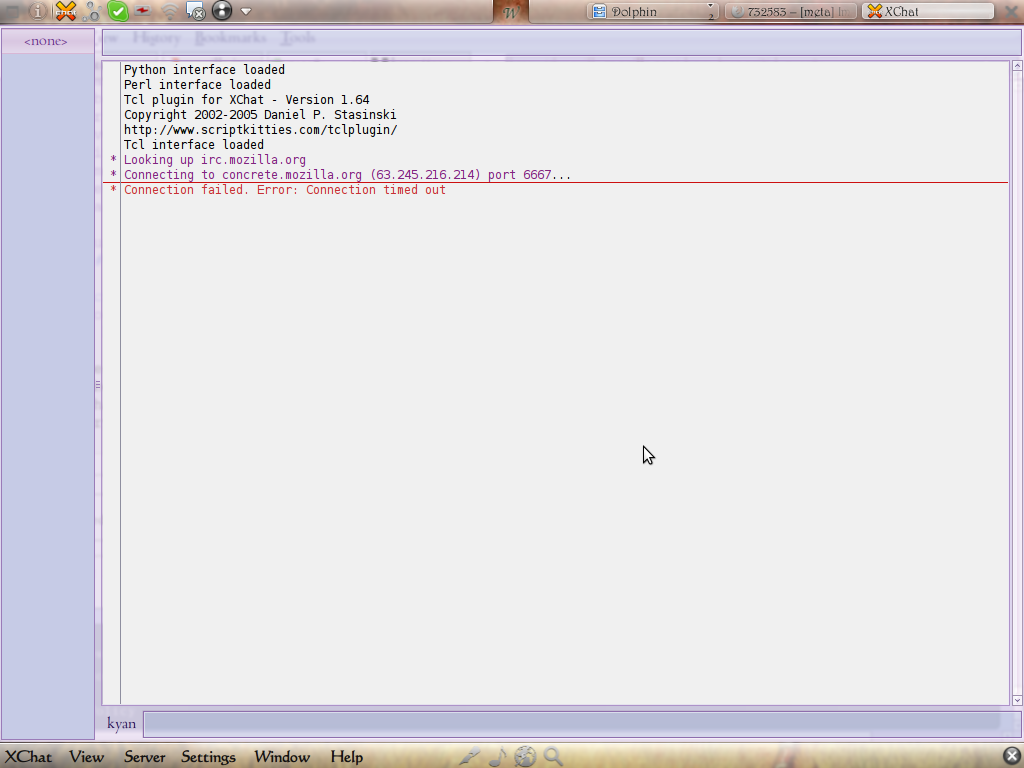 W
Dolphin
2
732583 – [meta] Im
XChat
<none>
History Bookmarks Tools
Python interface loaded
Perl interface loaded
Tcl plugin for XChat - Version 1.64
Copyright 2002-2005 Daniel P. Stasinski
http://www.scriptkitties.com/tclplugin/
Tcl interface loaded
* Looking up irc.mozilla.org
* Connecting to concrete.mozilla.org (63.245.216.214) port 6667...
* Connection failed. Error: Connection timed out
kyan
XChat View Server Settings Window Help